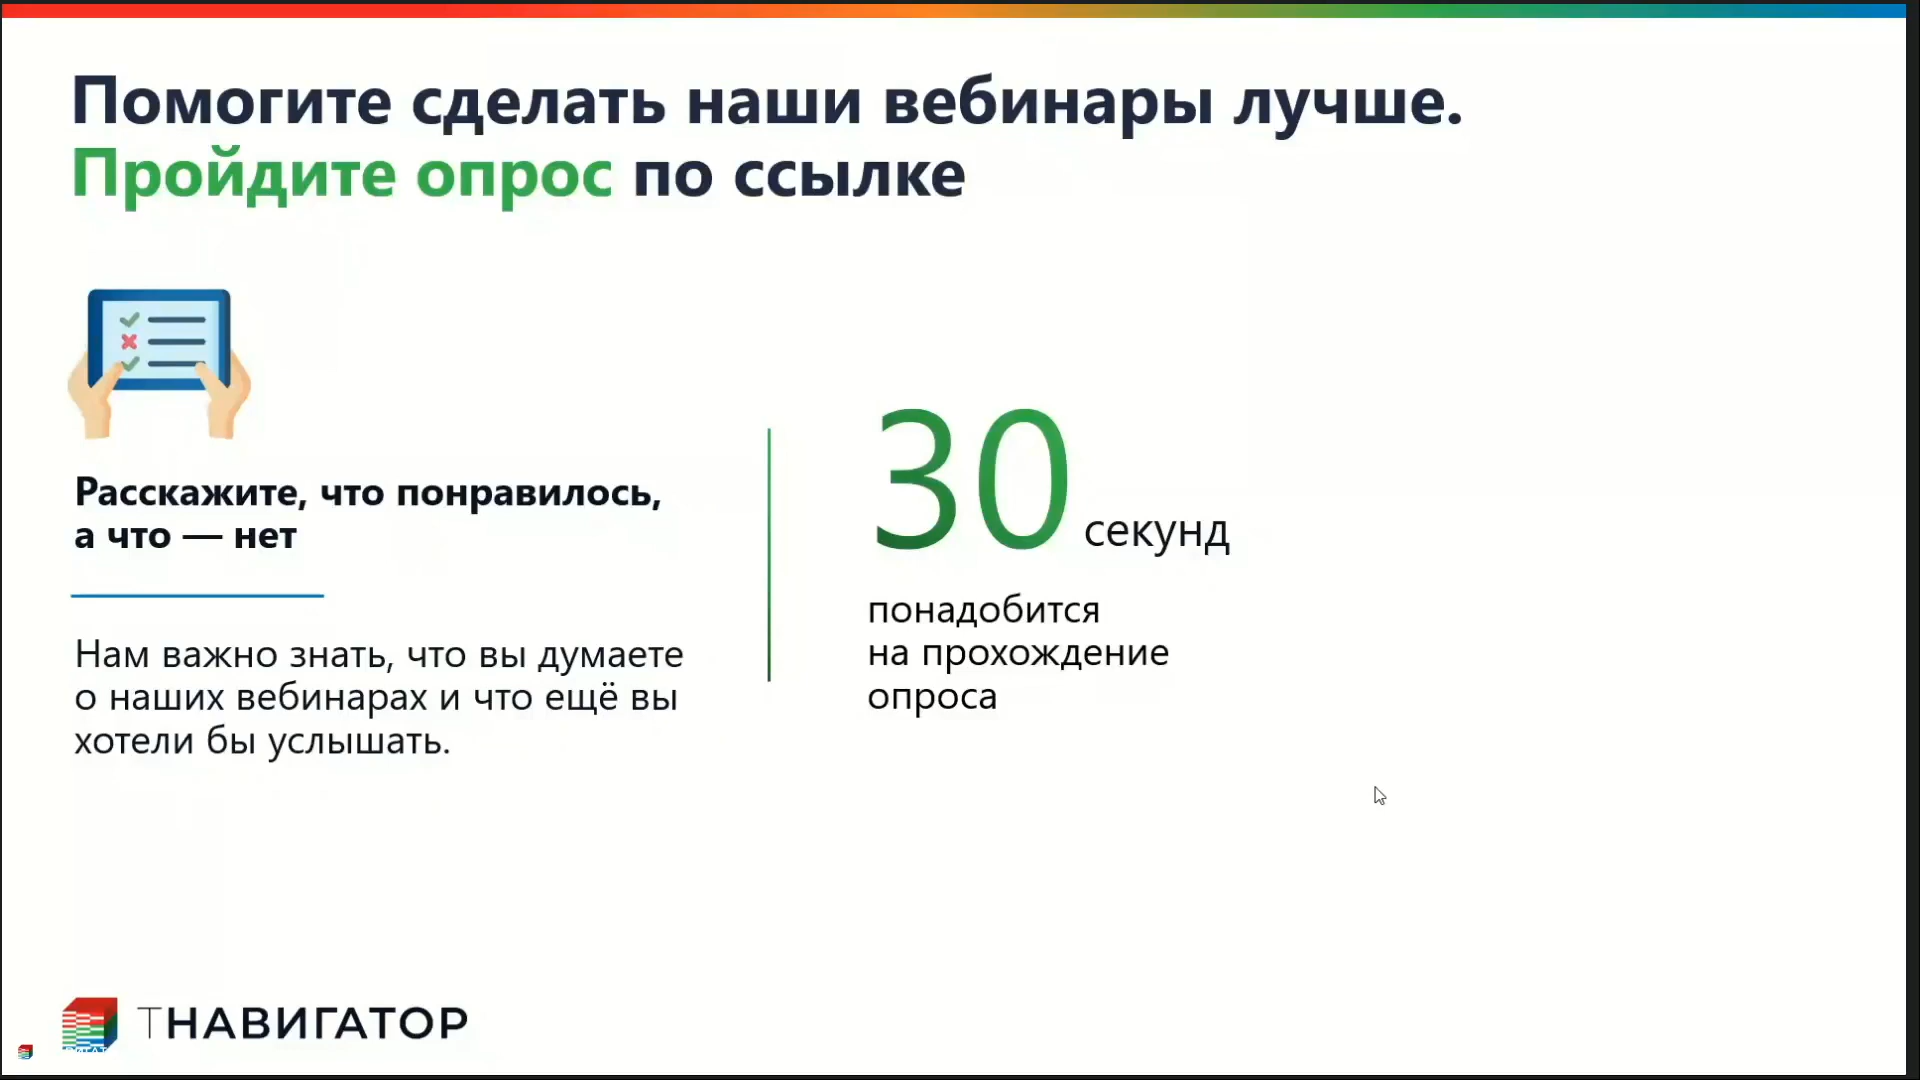 Помогите сделать наши вебинары лучше.
Пройдите опрос по ссылке
Расскажите, что понравилось,
а что — нет
Нам важно знать, что вы думаете
о наших вебинарах и что ещё вы
хотели бы услышать.
30 секунд
понадобится
на прохождение
опроса
тНАВИГАТОР